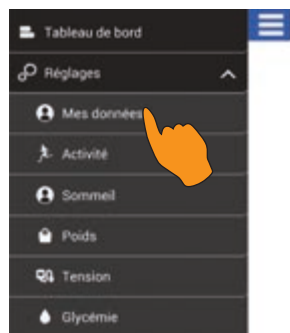 Tableau de bord
Réglages
Mes données
Activité
Sommeil
Poids
Tension
Glycémie